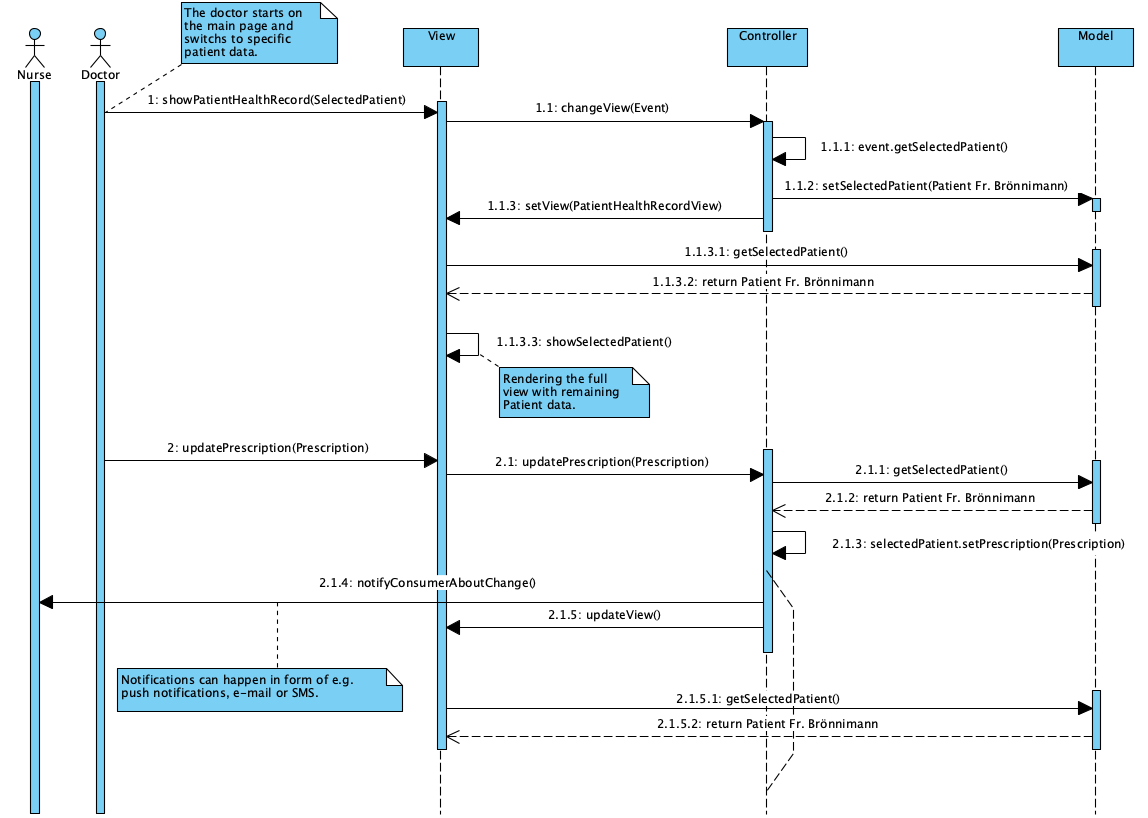 The doctor starts on
the main page and
switchs to specific
patient data.
View
Controller
Model
Nurse
Doctor
1: showPatientHealthRecord(SelectedPatient)
1.1: changeView(Event)
1.1.1: event.getSelectedPatient()
1.1.2: setSelectedPatient(Patient Fr. Brönnimann)
1.1.3: setView(PatientHealthRecordView)
1.1.3.1: getSelectedPatient()
1.1.3.2: return Patient Fr. Brönnimann
1.1.3.3: showSelectedPatient()
Rendering the full
view with remaining
Patient data.
2: updatePrescription(Prescription)
2.1: updatePrescription(Prescription)
2.1.1: getSelectedPatient()
2.1.2: return Patient Fr. Brönnimann
2.1.3: selectedPatient.setPrescription(Prescription)
2.1.4: notifyConsumerAboutChange()
2.1.5: updateView()
Notifications can happen in form of e.g.
push notifications, e-mail or SMS.
2.1.5.1: getSelectedPatient()
2.1.5.2: return Patient Fr. Brönnimann